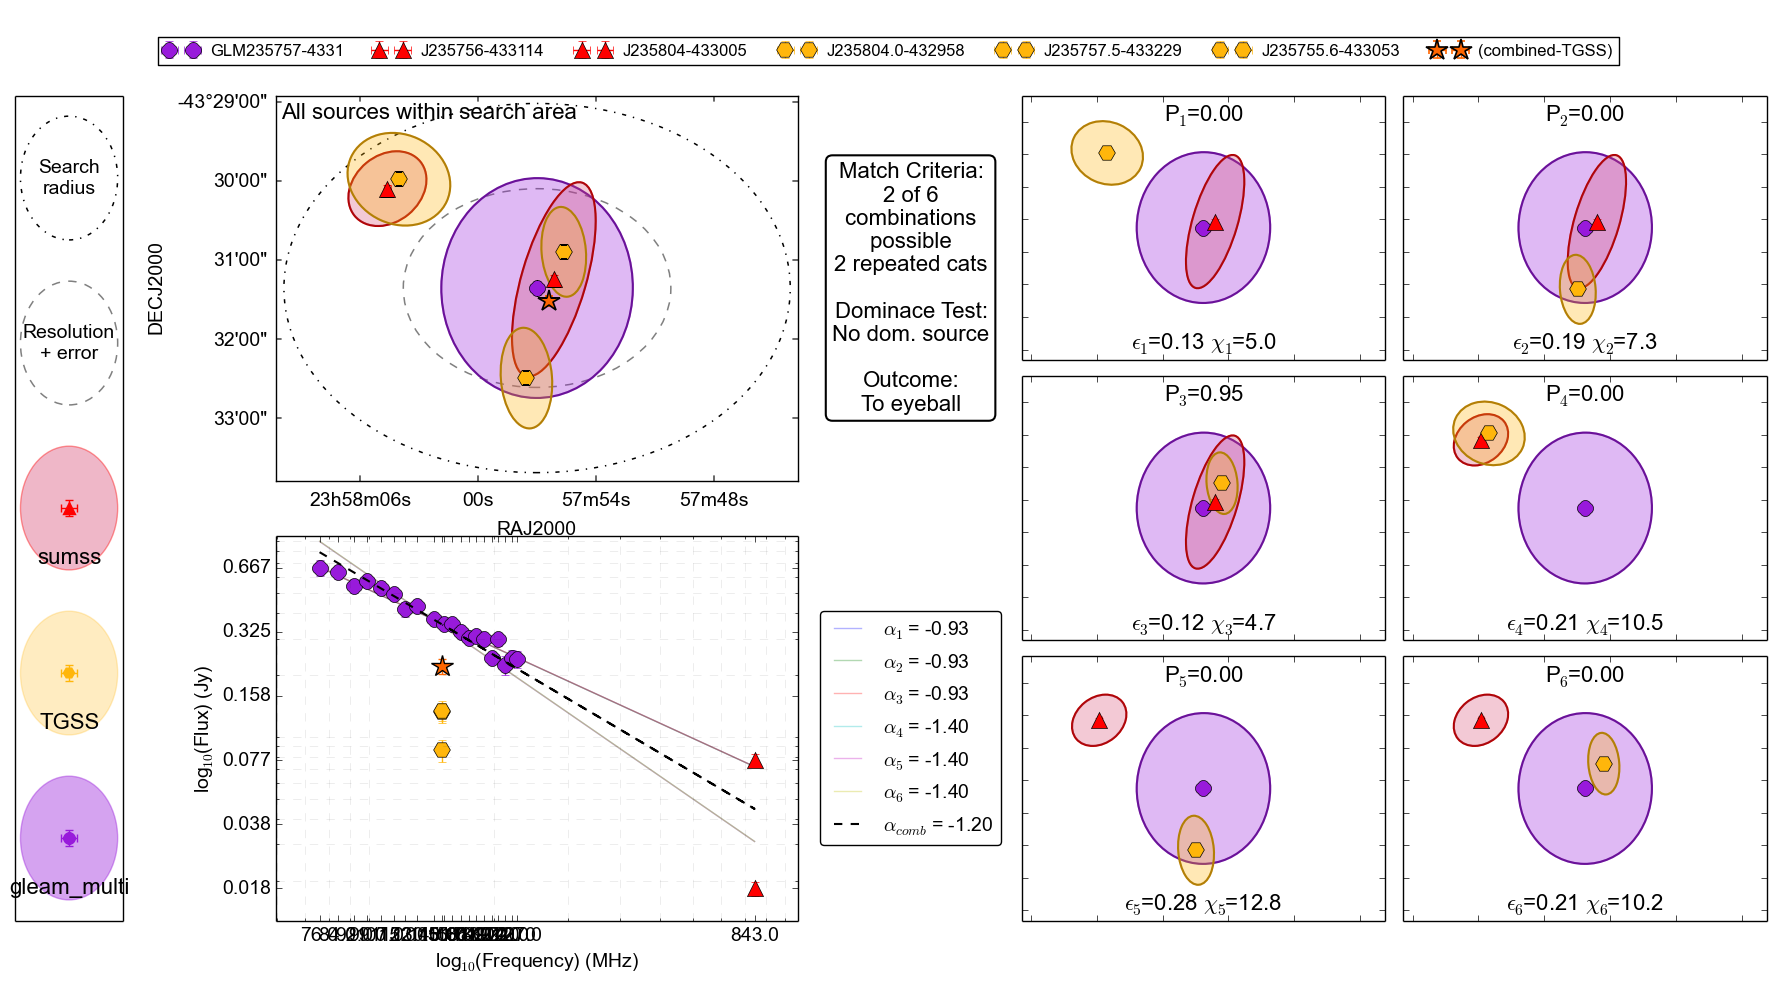 GLM235757-4331
J235756-433114
J235804-433005
J235804.0-432958
J235757.5-433229
J235755.6-433053
(combined-TGSS)
Search
radius
Resolution
+ error
sumss
TGSS
gleam_multi
All sources within search area
DECJ2000
-43°29'00"
30'00"
31'00"
32'00"
33'00"
23h58m06s
00s
57m54s
57m48s
RAJ2000
Match Criteria:
2 of 6
combinations
possible
2 repeated cats
Dominace Test:
No dom. source
Outcome:
To eyeball
log10(Flux) (Jy)
0.667
0.325
0.158
0.077
0.038
0.018
843.0
log10(Frequency) (MHz)
α1 = -0.93
α2 = -0.93
α3 = -0.93
α4 = -1.40
α5 = -1.40
α6 = -1.40
αcomb = -1.20
P1=0.00
ϵ1=0.13 χ1=5.0
P2=0.00
ϵ2=0.19 χ2=7.3
P3=0.95
ϵ3=0.12 χ3=4.7
P4=0.00
ϵ4=0.21 χ4=10.5
P5=0.00
ϵ5=0.28 χ5=12.8
P6=0.00
ϵ6=0.21 χ6=10.2